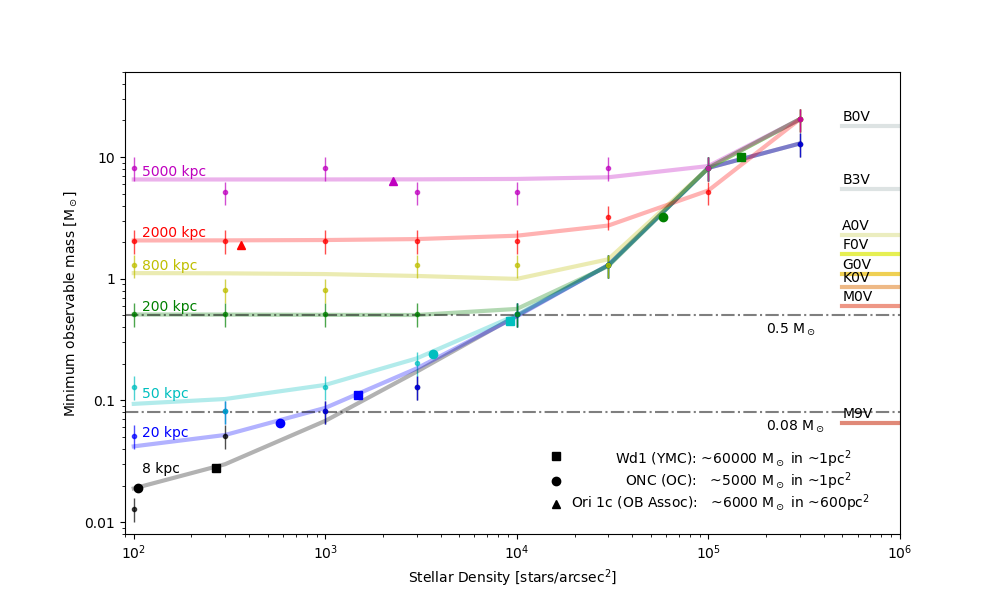 Minimum observable mass [M⊙]
10
1
0.1
0.01
5000 kpc
2000 kpc
800 kpc
200 kpc
50 kpc
20 kpc
8 kpc
B0V
B3V
A0V
F0V
G0V
K0V
M0V
0.5 M⊙
M9V
0.08 M⊙
Wd1 (YMC): ~60000 M⊙ in ~1pc²
ONC (OC): ~5000 M⊙ in ~1pc²
Ori 1c (OB Assoc): ~6000 M⊙ in ~600pc²
10² 10³ 10⁴ 10⁵ 10⁶
Stellar Density [stars/arcsec²]